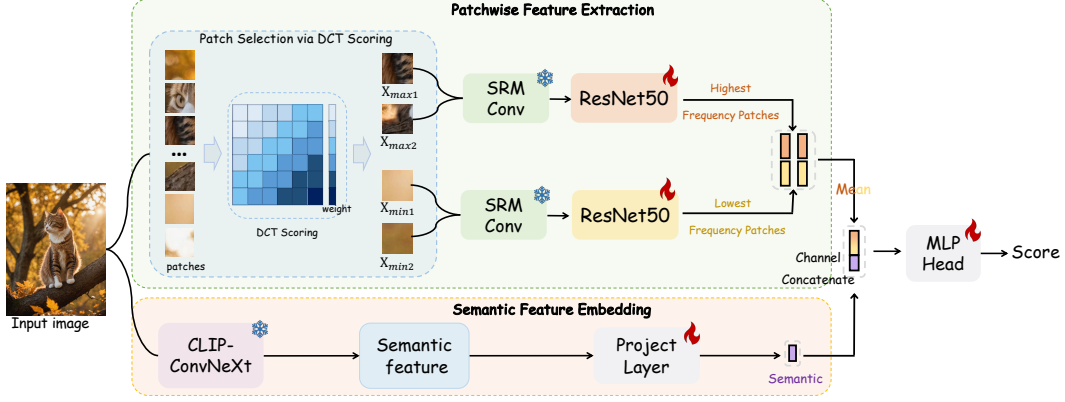 Patchwise Feature Extraction
Patch Selection via DCT Scoring
X_max1
X_max2
X_min1
X_min2
...
patches
weight
DCT Scoring
SRM
Conv
ResNet50
Highest
Frequency Patches
SRM
Conv
ResNet50
Lowest
Frequency Patches
Mean
Channel
Concatenate
MLP
Head
Score
Input image
Semantic Feature Embedding
CLIP-
ConvNeXt
Semantic
feature
Project
Layer
Semantic